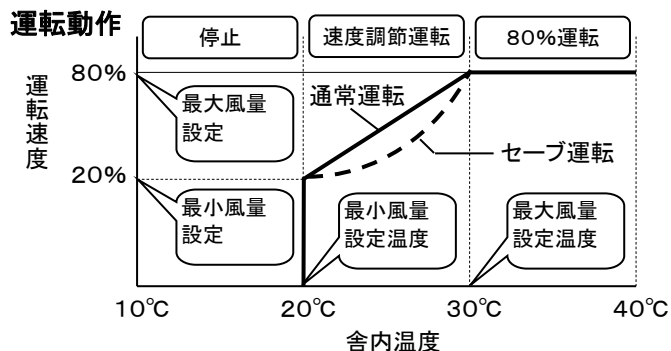 運転動作
停止
速度調節運転
80%運転
運転速度
80%
20%
最大風量
設定
通常運転
セーブ運転
最小風量
設定
最小風量
設定温度
最大風量
設定温度
10℃
20℃
30℃
40℃
舎内温度